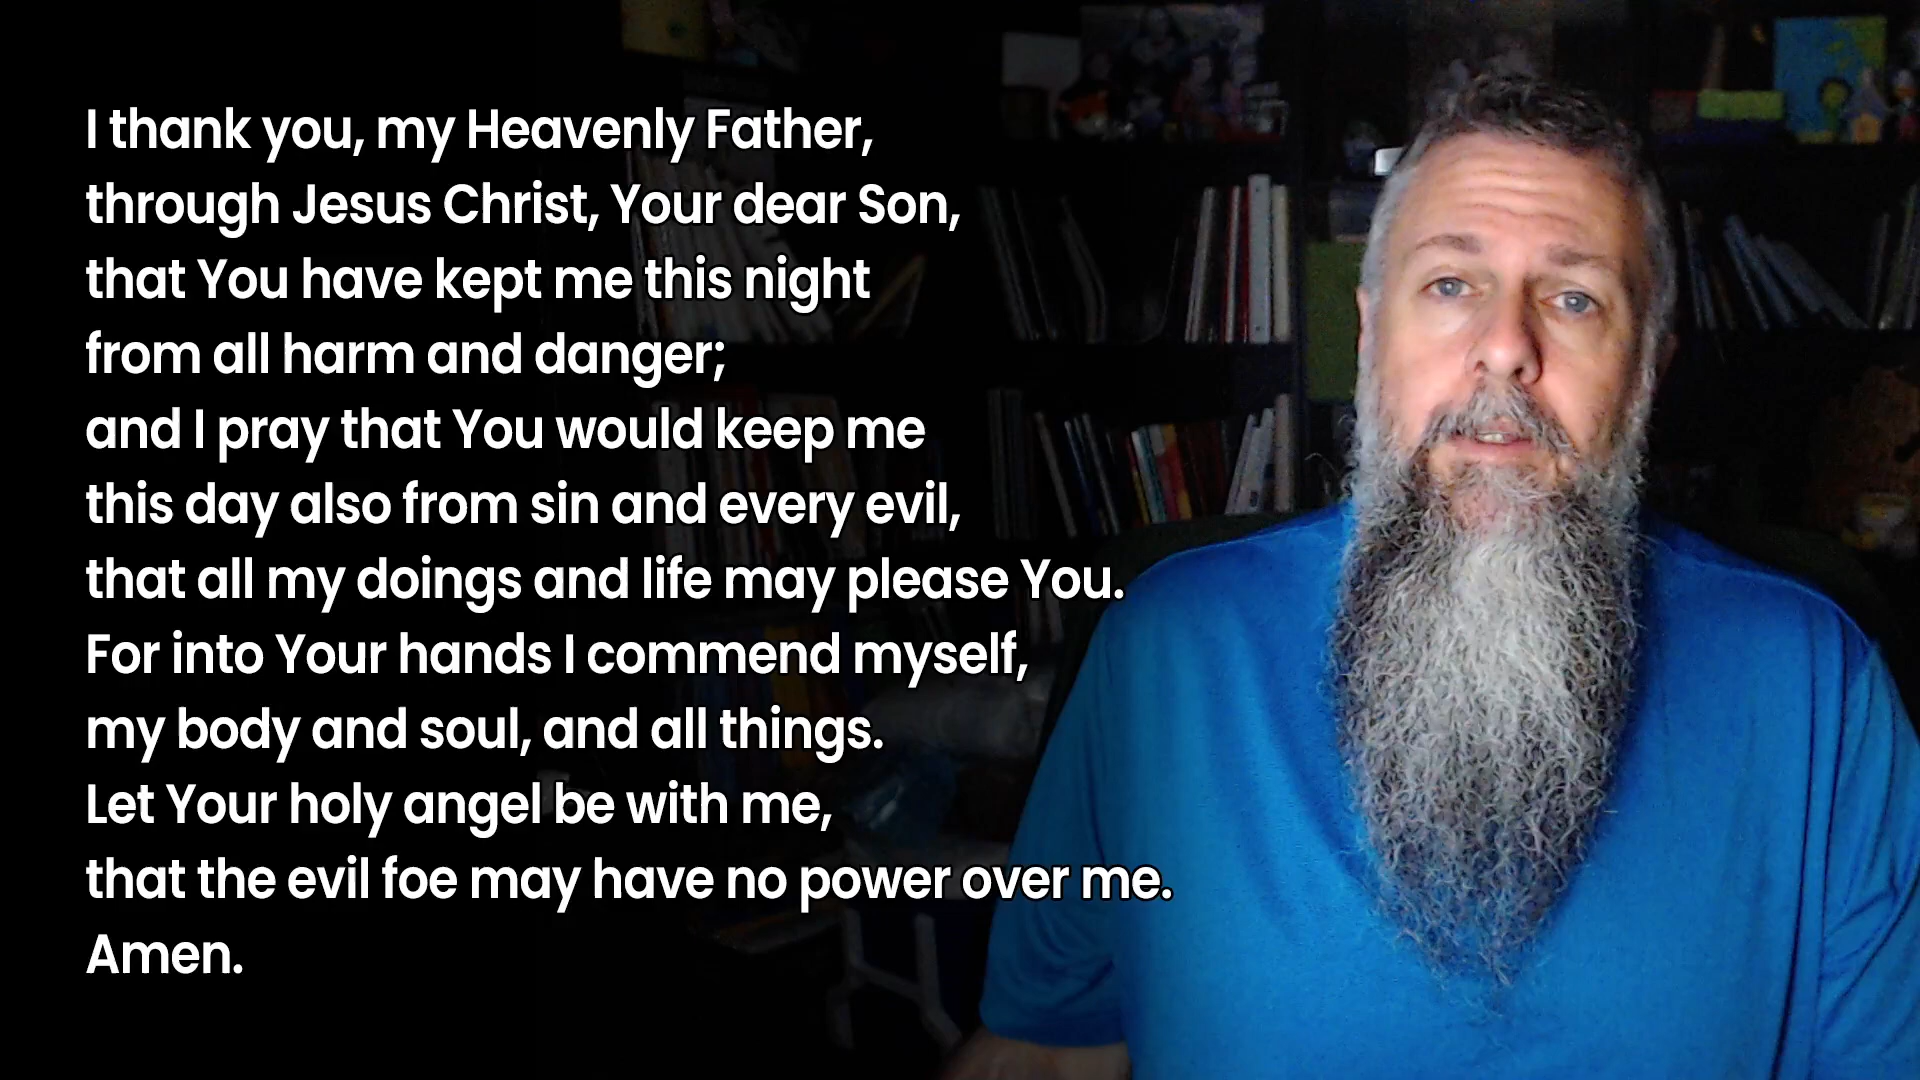 I thank you, my Heavenly Father,
through Jesus Christ, Your dear Son,
that You have kept me this night
from all harm and danger;
and I pray that You would keep me
this day also from sin and every evil,
that all my doings and life may please You.
For into Your hands I commend myself,
my body and soul, and all things.
Let Your holy angel be with me,
that the evil foe may have no power over me.
Amen.